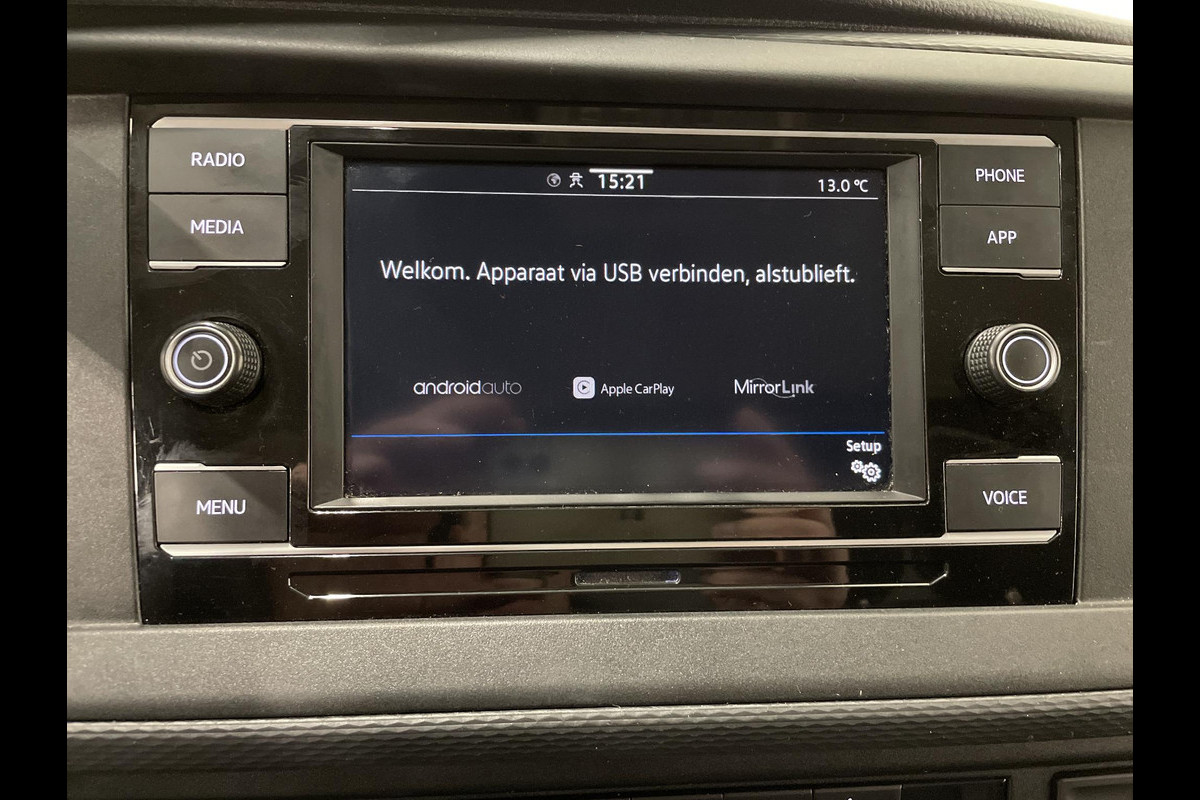 RADIO
MEDIA
MENU
15:21
13.0 °C
Welkom. Apparaat via USB verbinden, alstublieft.
androidauto
Apple CarPlay
MirrorLink
Setup
PHONE
APP
VOICE